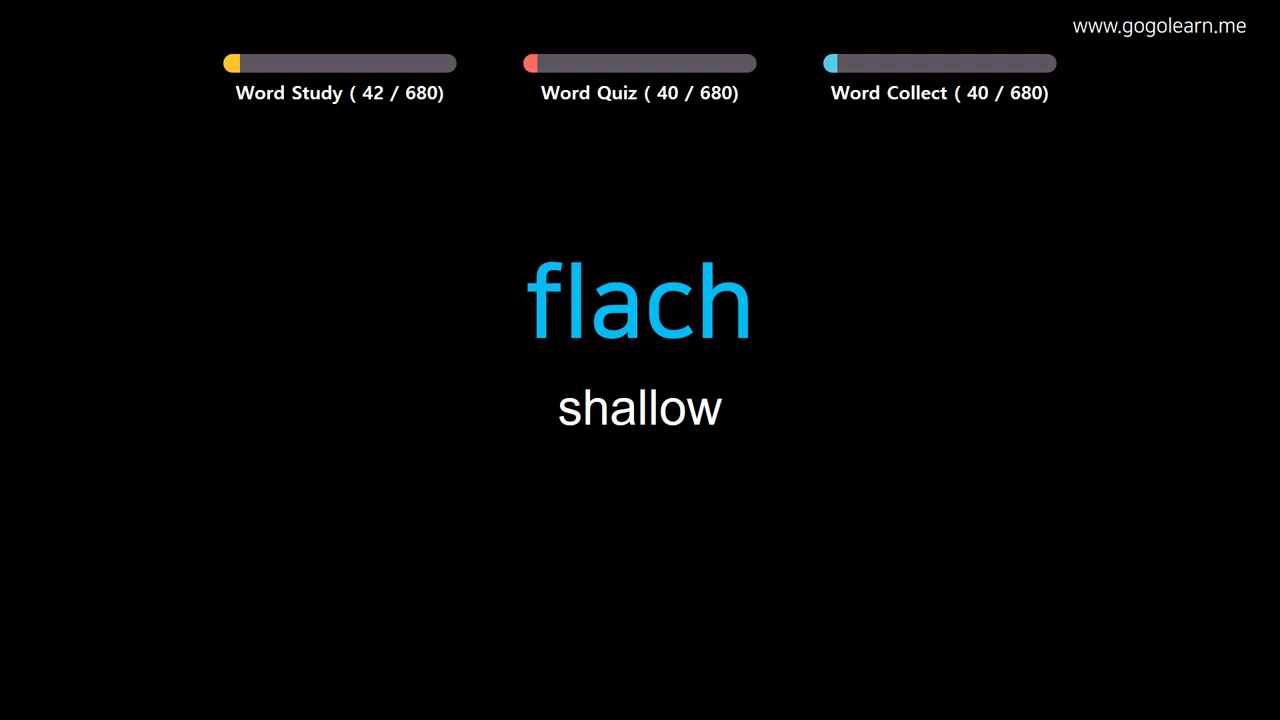 www.gogolearn.me
Word Study ( 42 / 680)
Word Quiz ( 40 / 680)
Word Collect ( 40 / 680)
flach
shallow